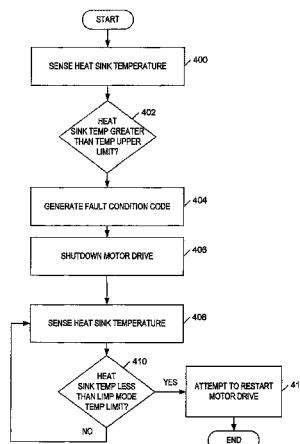 START
SENSE HEAT SINK TEMPERATURE
400
402
HEAT
SINK TEMP GREATER
THAN TEMP UPPER
LIMIT?
GENERATE FAULT CONDITION CODE
404
SHUTDOWN MOTOR DRIVE
406
SENSE HEAT SINK TEMPERATURE
408
410
HEAT
SINK TEMP LESS
THAN LIMP MODE
TEMP LIMIT?
YES
NO
ATTEMPT TO RESTART
MOTOR DRIVE
END